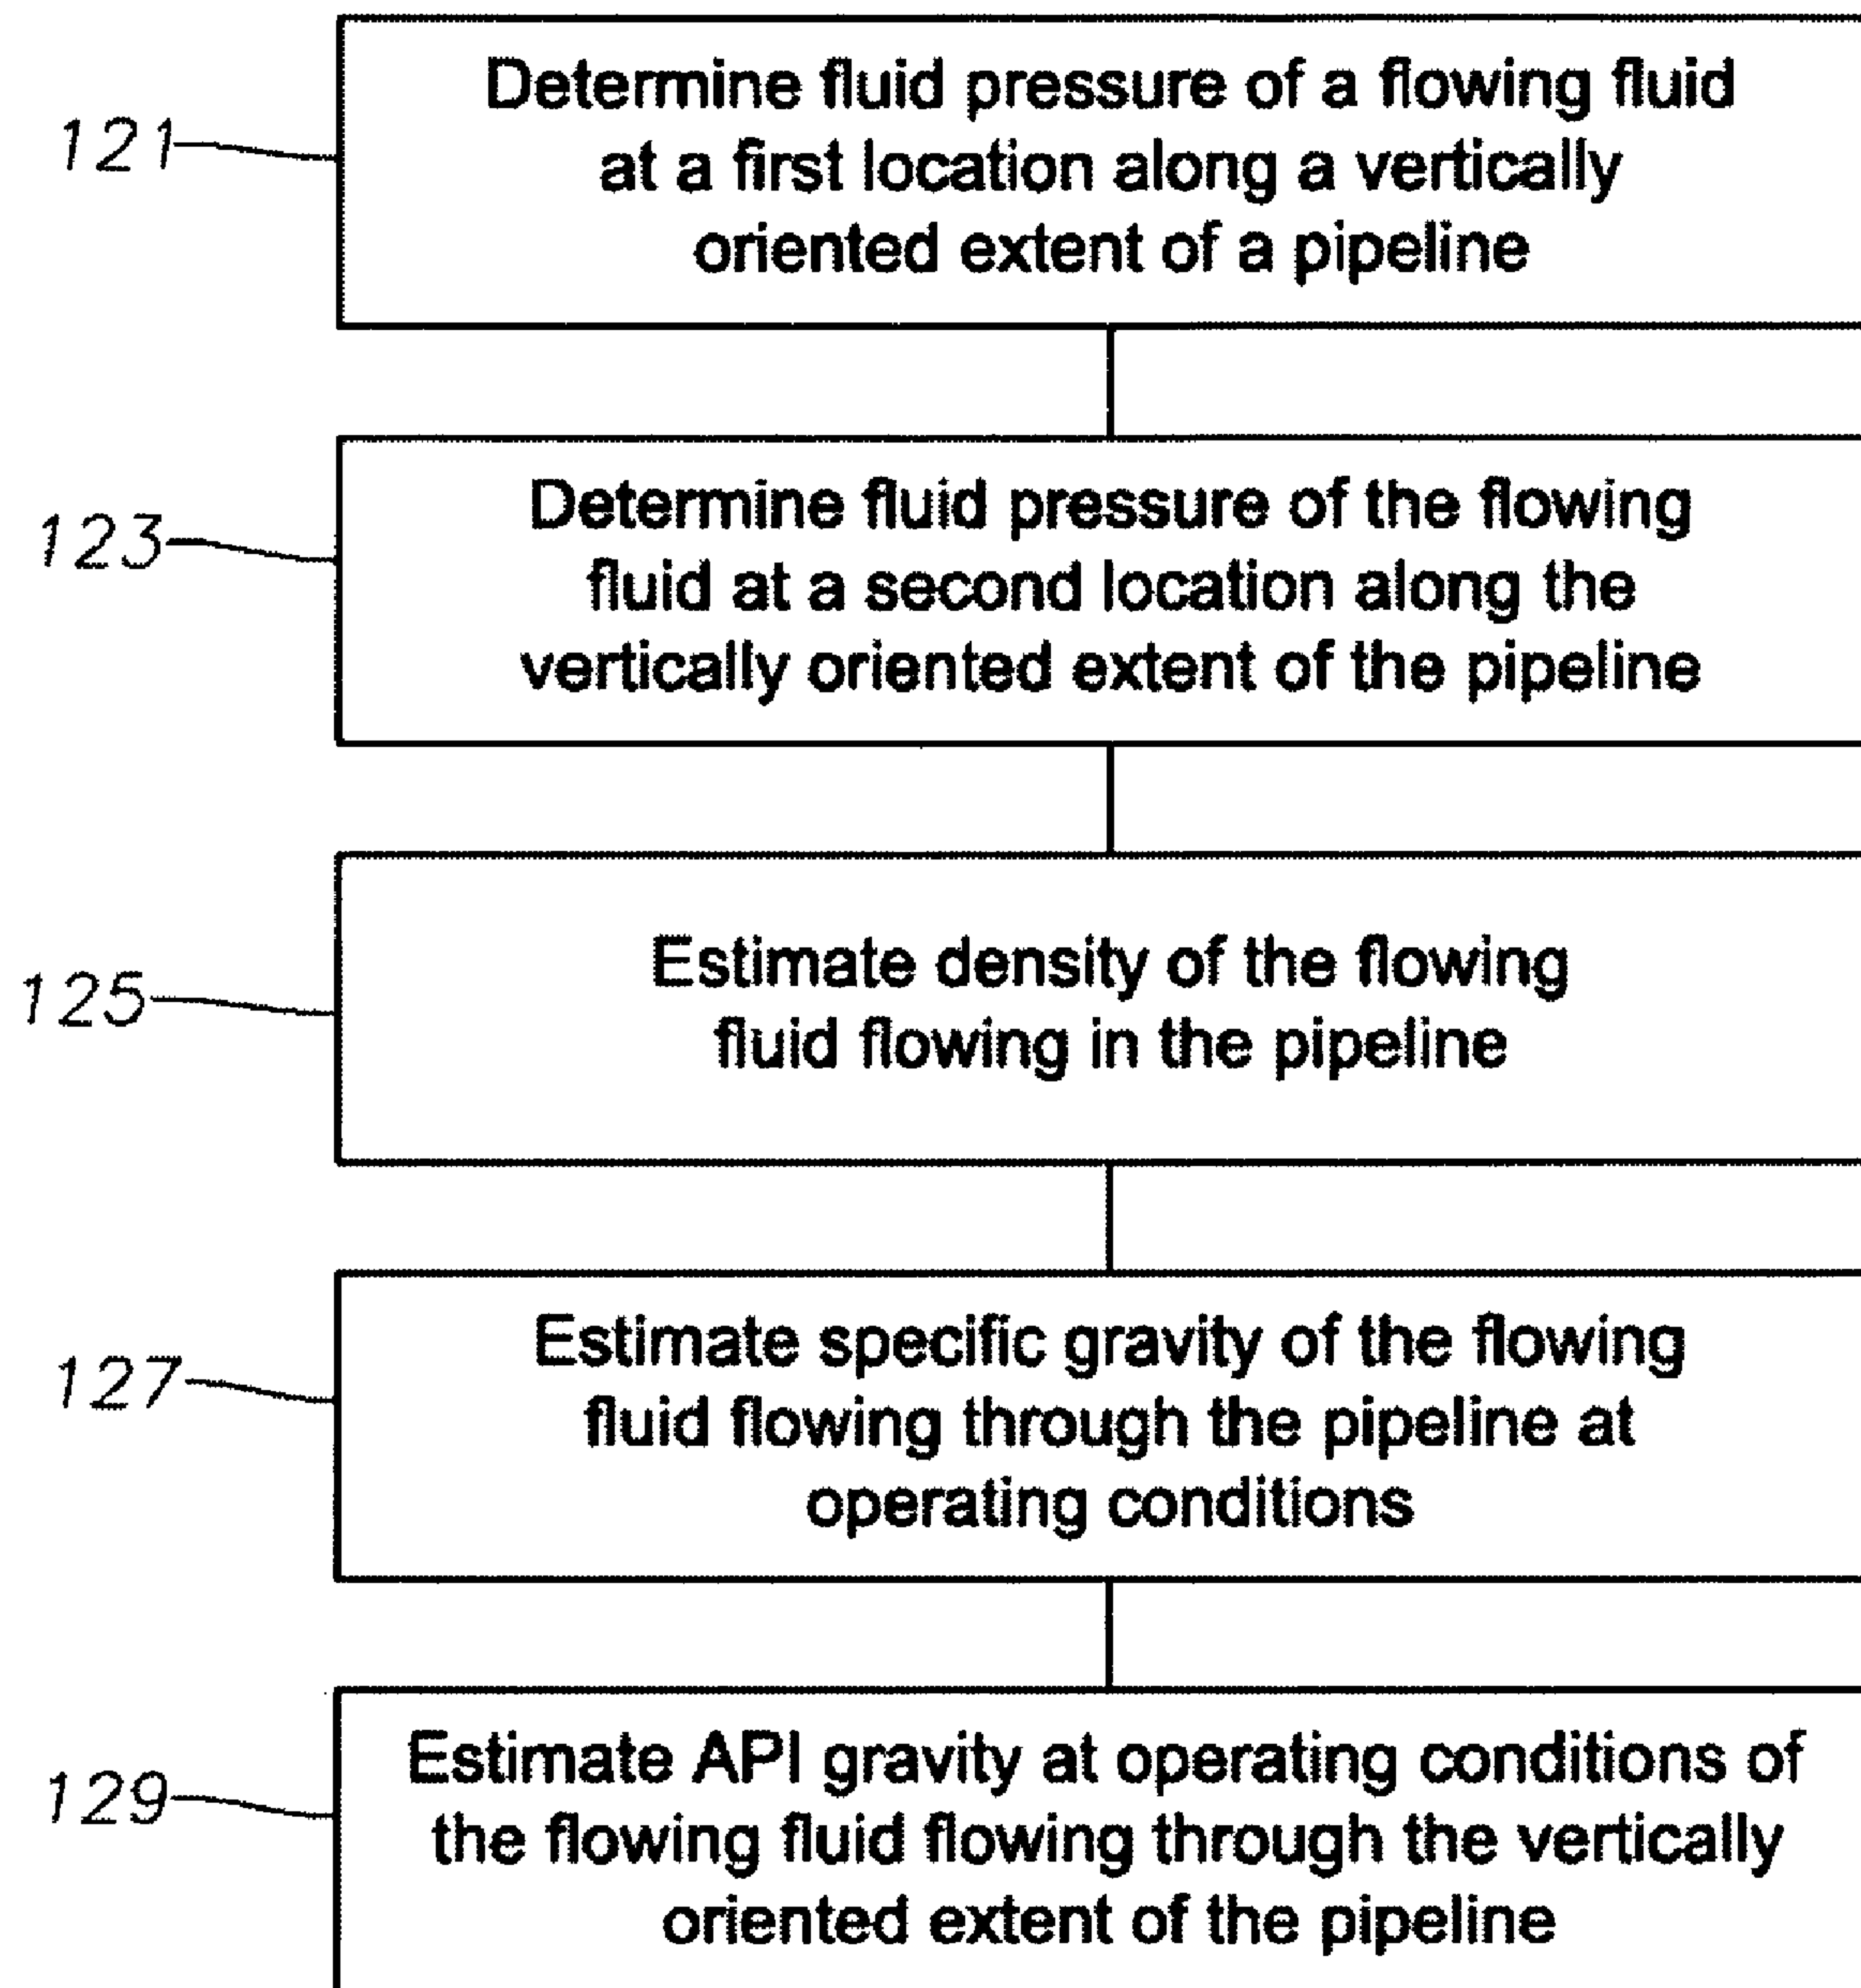 Determine fluid pressure of a flowing fluid
121
at a first location along a vertically
oriented extent of a pipeline
Determine fluid pressure of the flowing
123
fluid at a second location along the
vertically oriented extent of the pipeline
Estimate density of the flowing
125
fluid flowing in the pipeline
Estimate specific gravity of the flowing
127
fluid flowing through the pipeline at
operating conditions
Estimate API gravity at operating conditions of
129
the flowing fluid flowing through the vertically
oriented extent of the pipeline